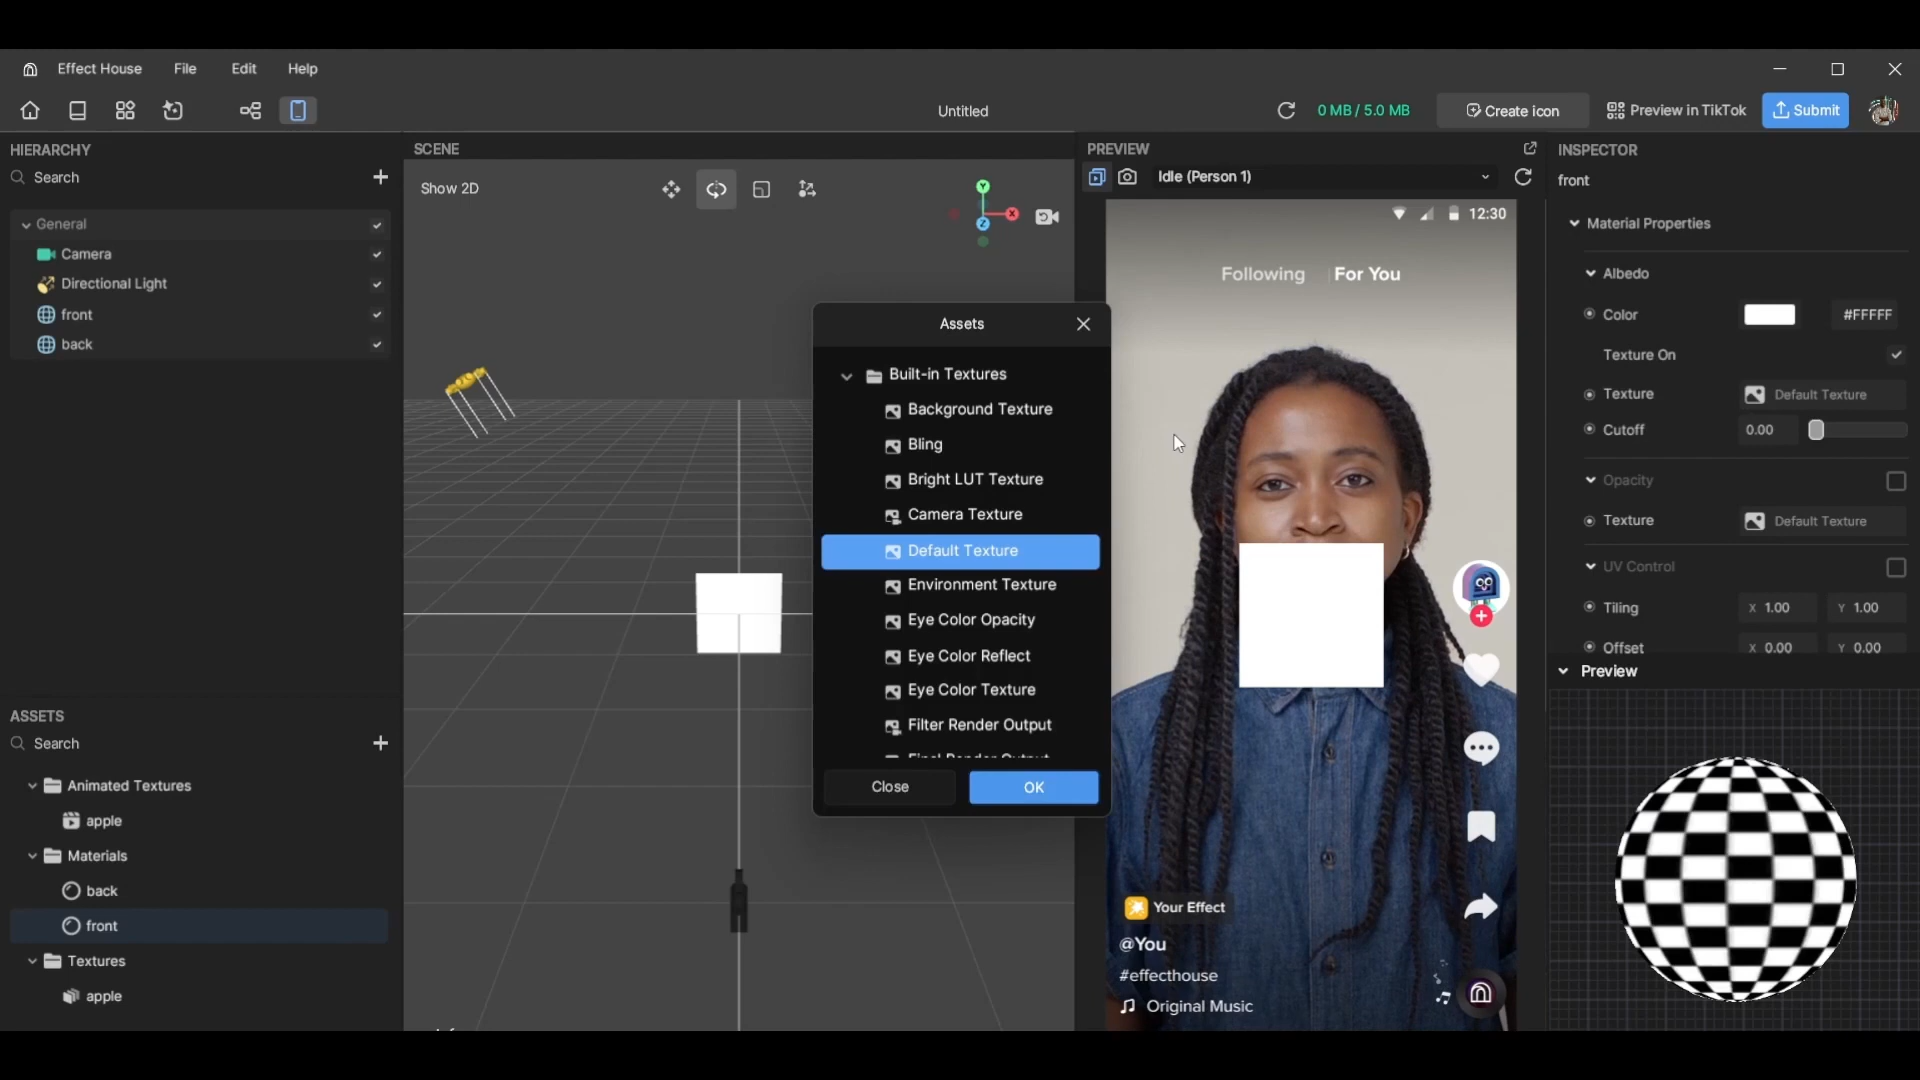 Effect House
File
Edit
Help
Untitled
0 MB / 5.0 MB
Create icon
Preview in TikTok
Submit
HIERARCHY
Search
General
Camera
Directional Light
front
back
ASSETS
Search
Animated Textures
apple
Materials
back
front
Textures
apple
SCENE
Show 2D
Y
X
Z
Assets
Built-in Textures
Background Texture
Bling
Bright LUT Texture
Camera Texture
Default Texture
Environment Texture
Eye Color Opacity
Eye Color Reflect
Eye Color Texture
Filter Render Output
Final Render Output
Close
OK
PREVIEW
Idle (Person 1)
12:30
Following
For You
Your Effect
@You
#effecthouse
Original Music
INSPECTOR
front
Material Properties
Albedo
Color
#FFFFF
Texture On
Texture
Default Texture
Cutoff
0.00
Opacity
Texture
Default Texture
UV Control
Tiling
X 1.00
Y 1.00
Offset
X 0.00
Y 0.00
Preview